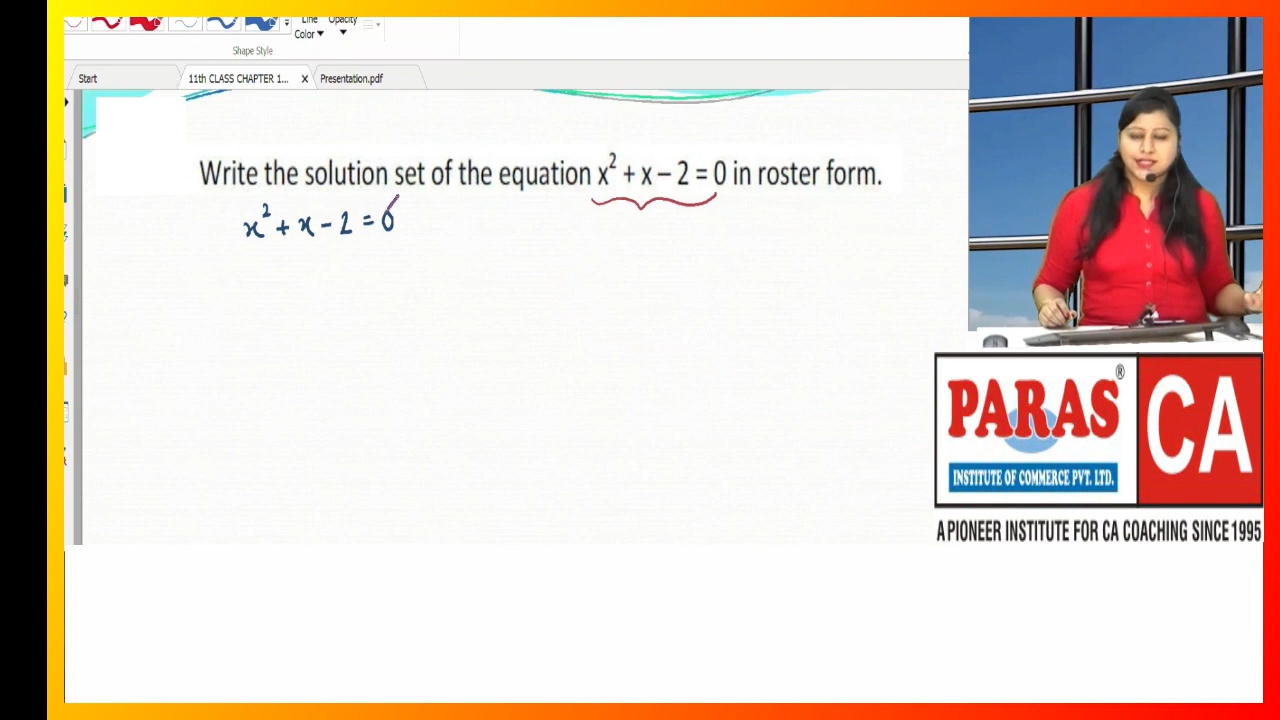 Line
Color
Opacity
Shape Style
Start
11th CLASS CHAPTER 1...
Presentation.pdf
Write the solution set of the equation x² + x – 2 = 0 in roster form.
x² + x - 2 = 0
PARAS®
INSTITUTE OF COMMERCE PVT. LTD.
CA
A PIONEER INSTITUTE FOR CA COACHING SINCE 1995